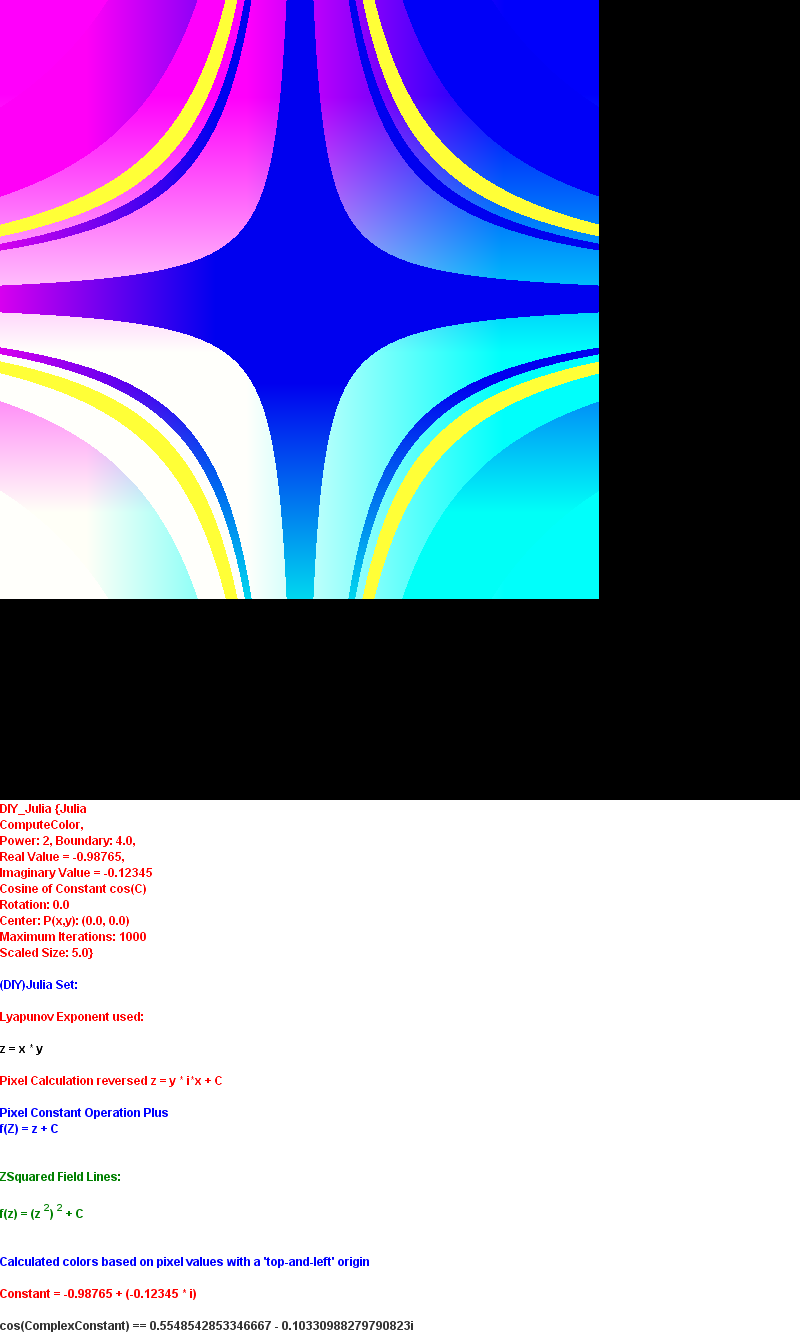 DIY_Julia {Julia
ComputeColor,
Power: 2, Boundary: 4.0,
Real Value = -0.98765,
Imaginary Value = -0.12345
Cosine of Constant cos(C)
Rotation: 0.0
Center: P(x,y): (0.0, 0.0)
Maximum Iterations: 1000
Scaled Size: 5.0}
(DIY)Julia Set:
Lyapunov Exponent used:
z = x * y
Pixel Calculation reversed z = y * i*x + C
Pixel Constant Operation Plus
f(Z) = z + C
ZSquared Field Lines:
f(z) = (z ²) ² + C
Calculated colors based on pixel values with a 'top-and-left' origin
Constant = -0.98765 + (-0.12345 * i)
cos(ComplexConstant) == 0.5548542853346667 - 0.10330988279790823i